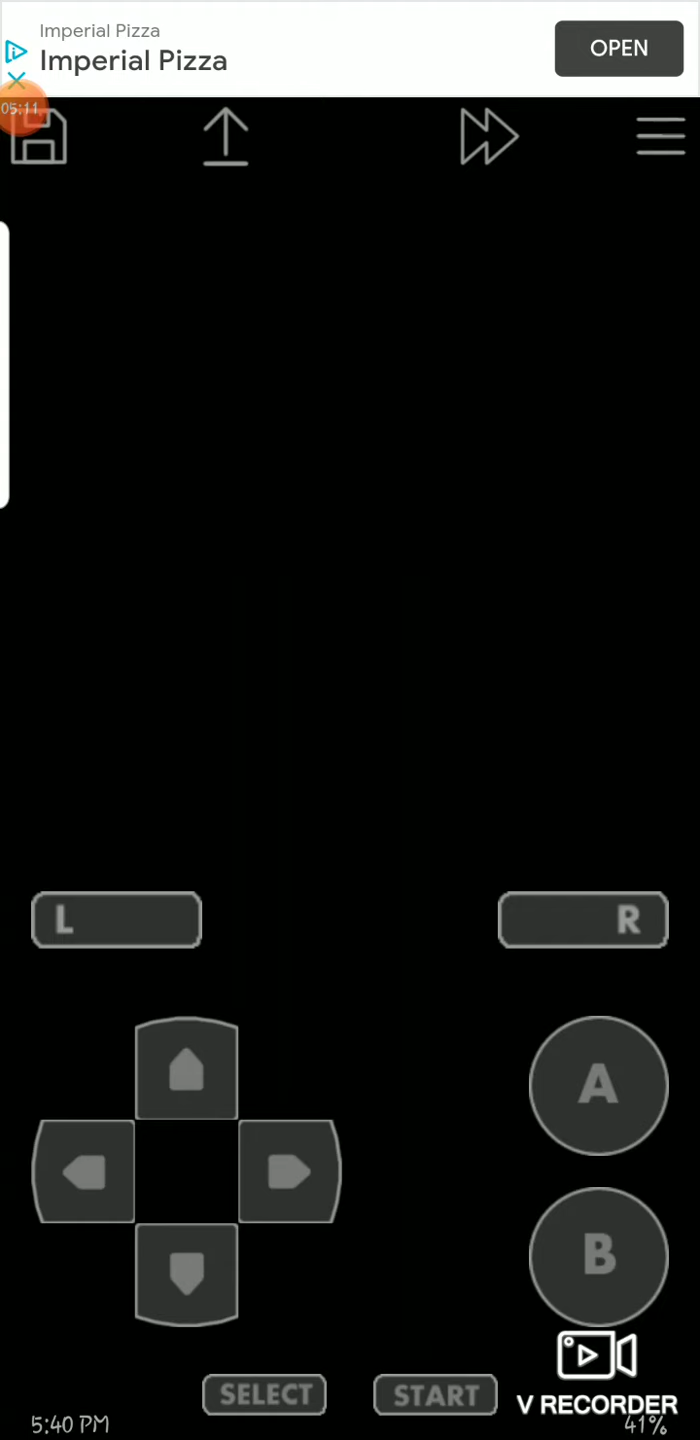 Imperial Pizza
Imperial Pizza
OPEN
05:11
L
R
A
B
SELECT
START
V RECORDER
5:40 PM
41%